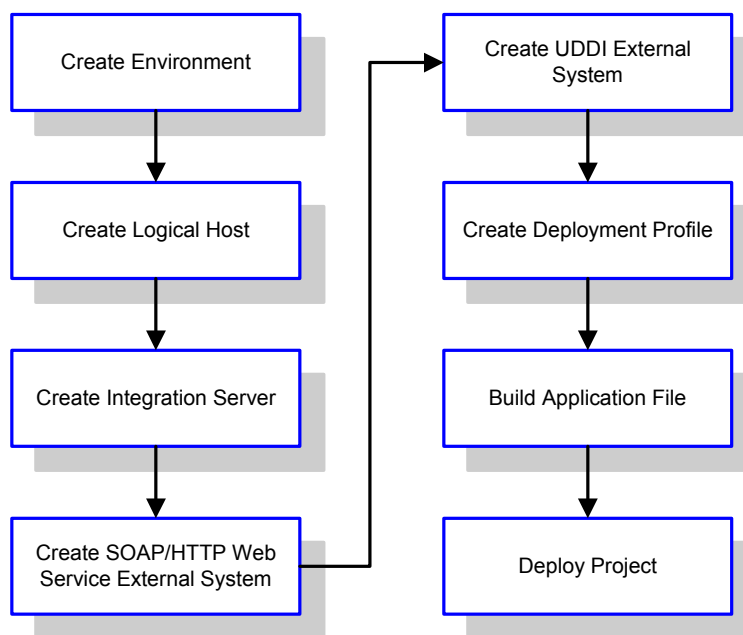 Create Environment
Create Logical Host
Create Integration Server
Create SOAP/HTTP Web
Service External System
Create UDDI External
System
Create Deployment Profile
Build Application File
Deploy Project